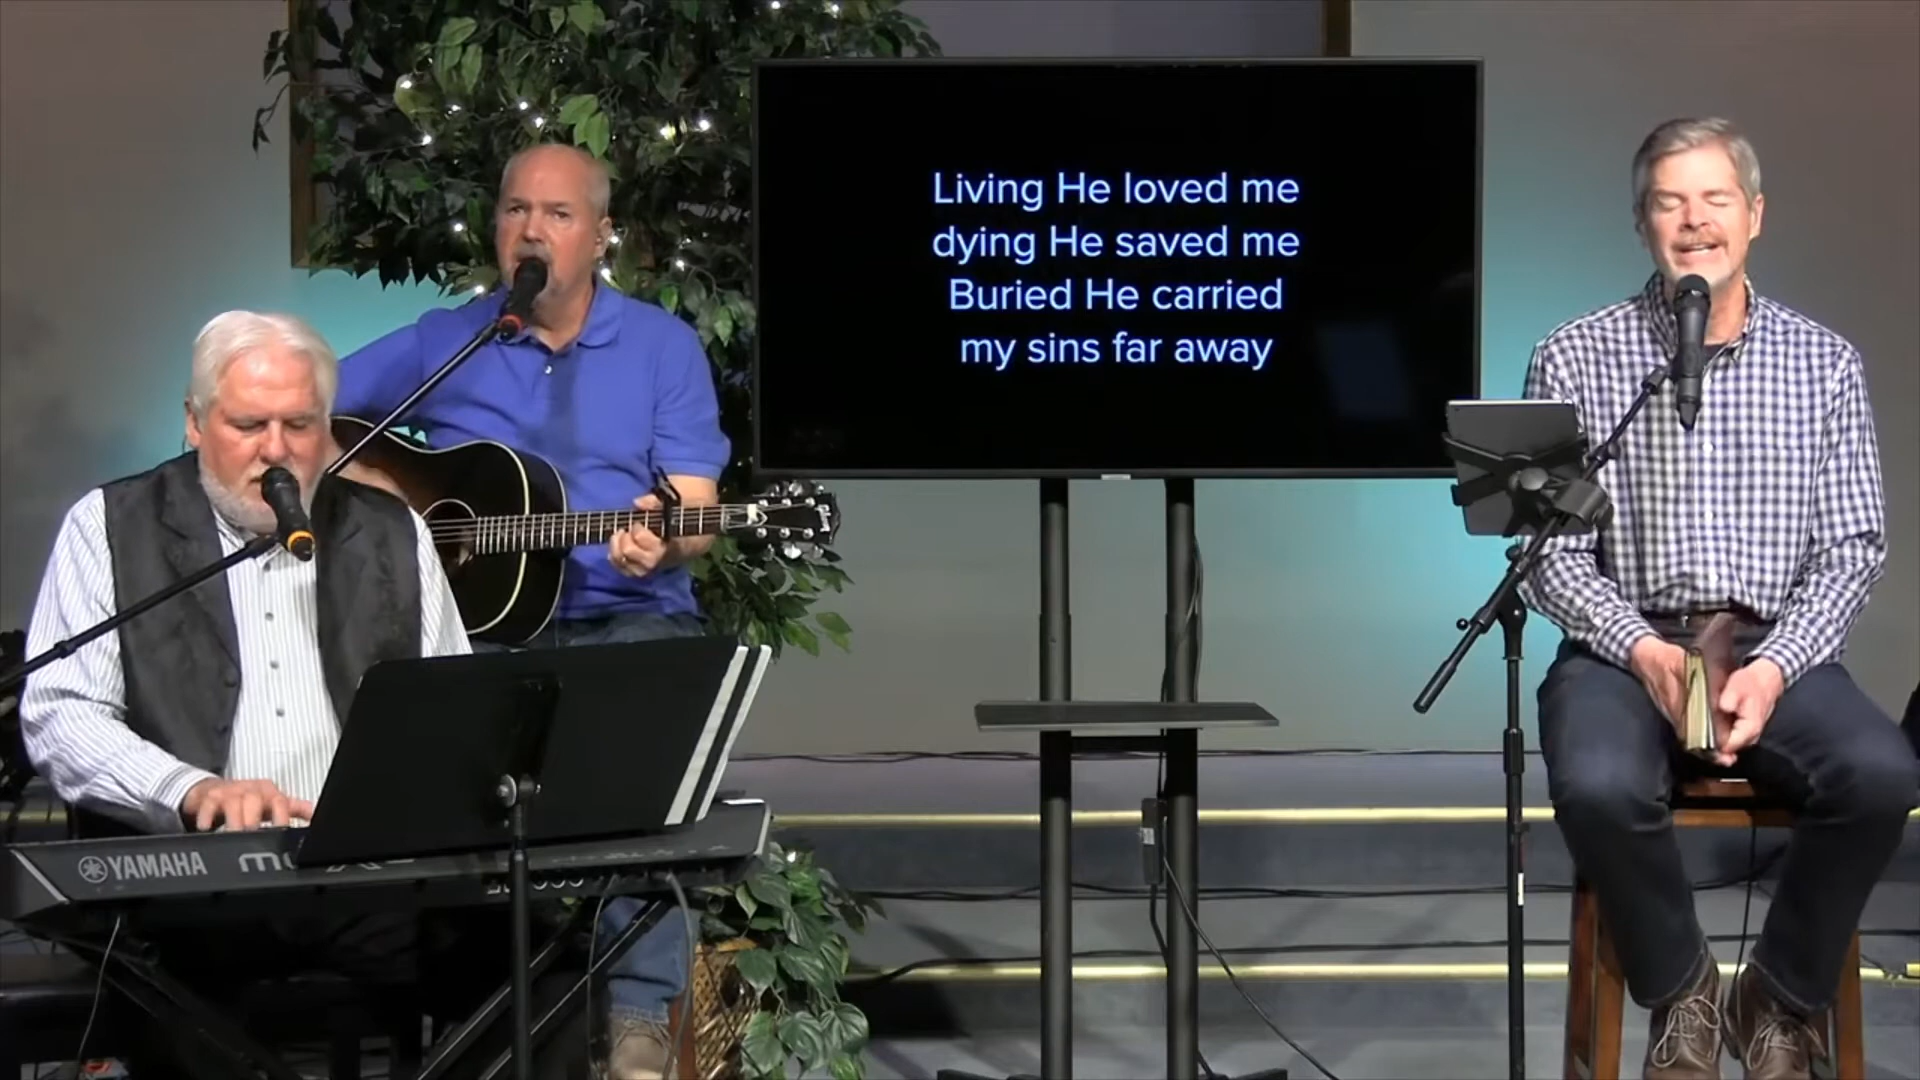 Living He loved me
dying He saved me
Buried He carried
my sins far away
YAMAHA